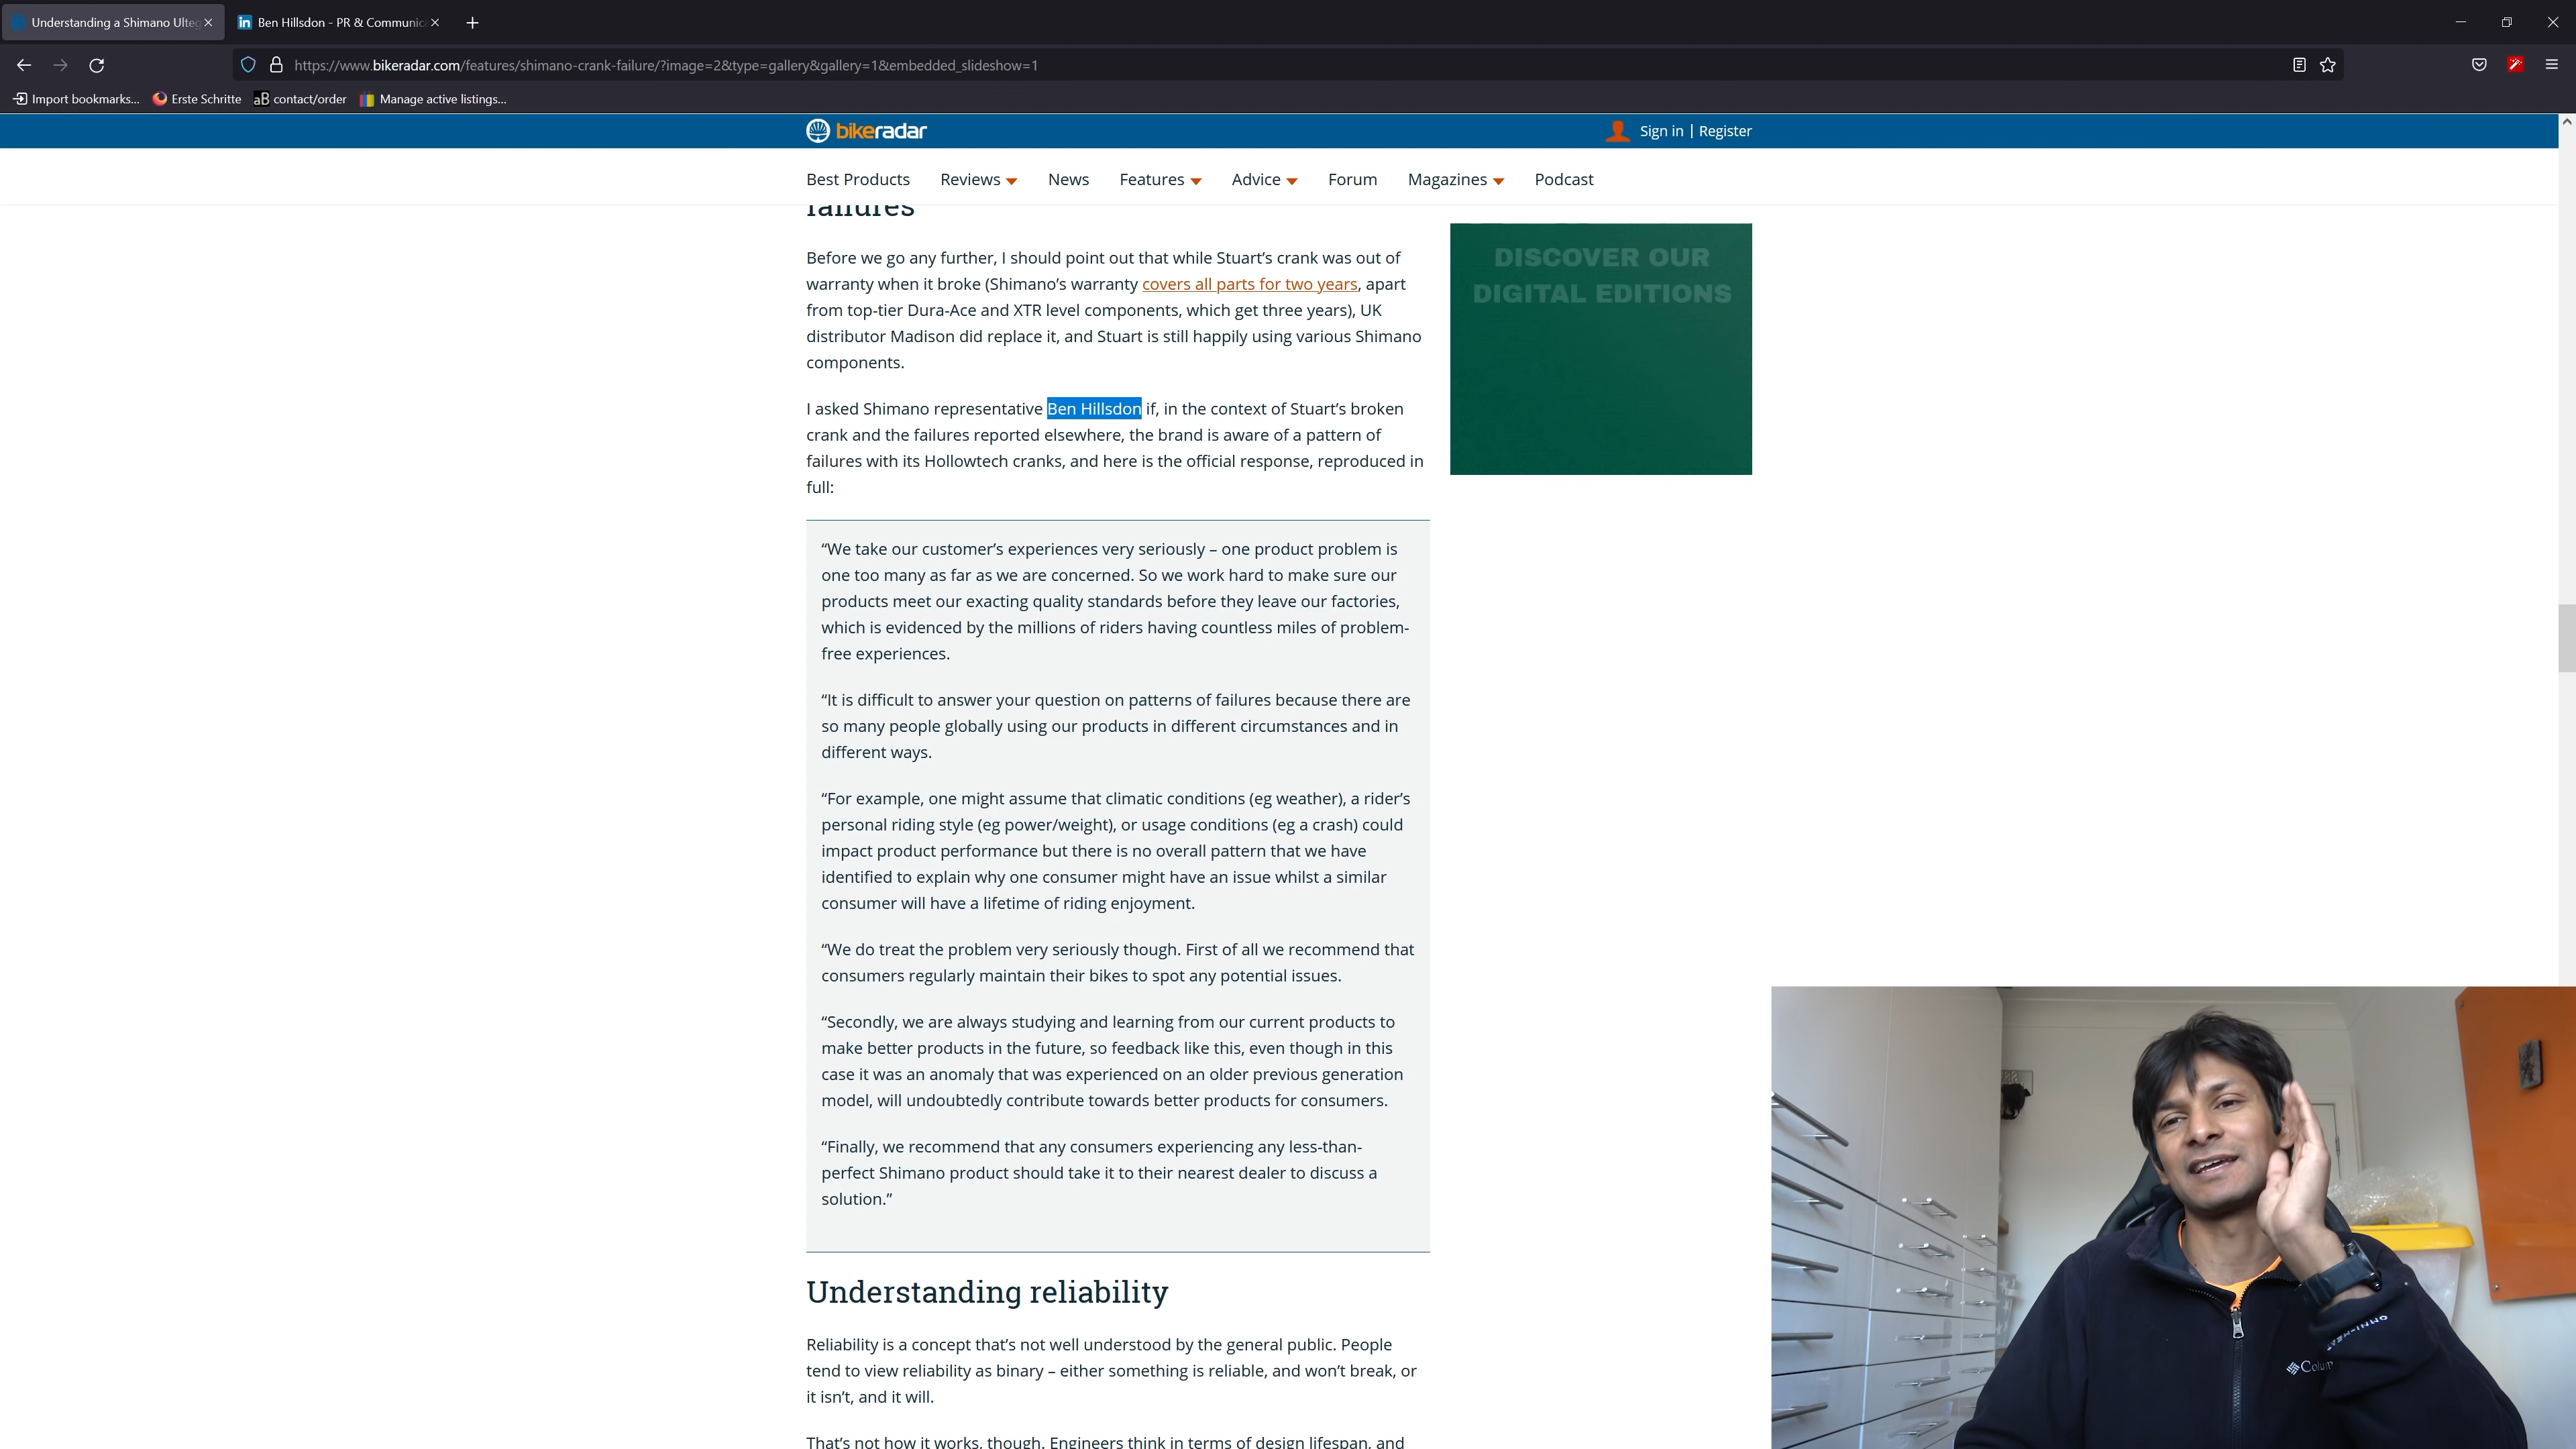 Understanding a Shimano Ulteg
Ben Hillsdon - PR & Communic
https://www.bikeradar.com/features/shimano-crank-failure/?image=2&type=gallery&gallery=1&embedded_slideshow=1
Import bookmarks...
Erste Schritte
aB contact/order
Manage active listings...
bikeradar
Sign in | Register
Best Products
Reviews
News
Features
Advice
Forum
Magazines
Podcast
failures
Before we go any further, I should point out that while Stuart’s crank was out of
warranty when it broke (Shimano’s warranty covers all parts for two years, apart
from top-tier Dura-Ace and XTR level components, which get three years), UK
distributor Madison did replace it, and Stuart is still happily using various Shimano
components.
DISCOVER OUR
DIGITAL EDITIONS
I asked Shimano representative Ben Hillsdon if, in the context of Stuart’s broken
crank and the failures reported elsewhere, the brand is aware of a pattern of
failures with its Hollowtech cranks, and here is the official response, reproduced in
full:
“We take our customer’s experiences very seriously – one product problem is
one too many as far as we are concerned. So we work hard to make sure our
products meet our exacting quality standards before they leave our factories,
which is evidenced by the millions of riders having countless miles of problem-
free experiences.
“It is difficult to answer your question on patterns of failures because there are
so many people globally using our products in different circumstances and in
different ways.
“For example, one might assume that climatic conditions (eg weather), a rider’s
personal riding style (eg power/weight), or usage conditions (eg a crash) could
impact product performance but there is no overall pattern that we have
identified to explain why one consumer might have an issue whilst a similar
consumer will have a lifetime of riding enjoyment.
“We do treat the problem very seriously though. First of all we recommend that
consumers regularly maintain their bikes to spot any potential issues.
“Secondly, we are always studying and learning from our current products to
make better products in the future, so feedback like this, even though in this
case it was an anomaly that was experienced on an older previous generation
model, will undoubtedly contribute towards better products for consumers.
“Finally, we recommend that any consumers experiencing any less-than-
perfect Shimano product should take it to their nearest dealer to discuss a
solution.”
Understanding reliability
Reliability is a concept that’s not well understood by the general public. People
tend to view reliability as binary – either something is reliable, and won’t break, or
it isn’t, and it will.
That’s not how it works, though. Engineers think in terms of design lifespan, and
Colum